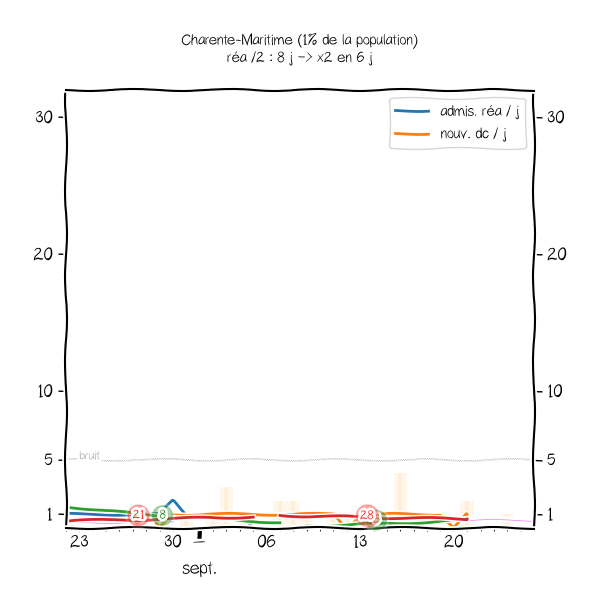 Charente-Maritime (1% de la population)
réa /2 : 8 j -> x2 en 6 j
admis. réa / j
nouv. dc / j
30 30
20 20
10 10
5 bruit 5
1 21 8 28 1
23 30 06 13 20
sept.